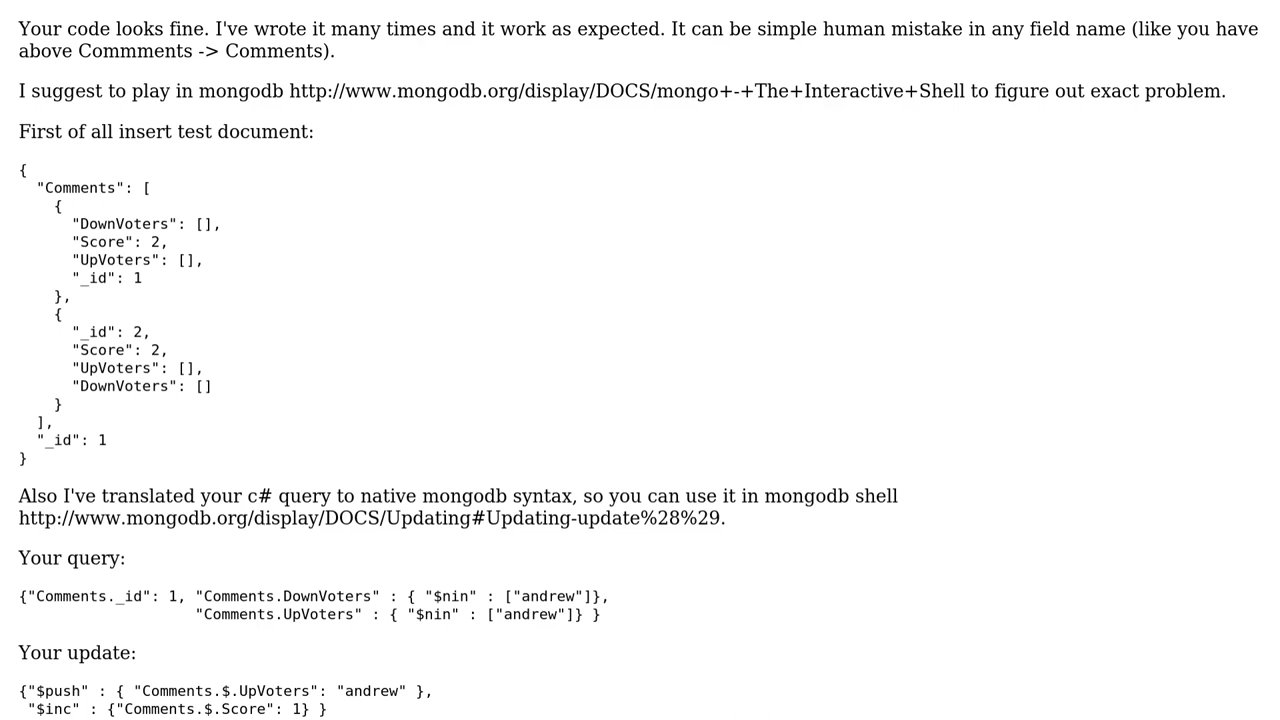 Your code looks fine. I've wrote it many times and it work as expected. It can be simple human mistake in any field name (like you have
above Commments -> Comments).
I suggest to play in mongodb http://www.mongodb.org/display/DOCS/mongo+-+The+Interactive+Shell to figure out exact problem.
First of all insert test document:
{
  "Comments": [
    {
      "DownVoters": [],
      "Score": 2,
      "UpVoters": [],
      "_id": 1
    },
    {
      "_id": 2,
      "Score": 2,
      "UpVoters": [],
      "DownVoters": []
    }
  ],
  "_id": 1
}
Also I've translated your c# query to native mongodb syntax, so you can use it in mongodb shell
http://www.mongodb.org/display/DOCS/Updating#Updating-update%28%29.
Your query:
{"Comments._id": 1, "Comments.DownVoters" : { "$nin" : ["andrew"]},
                    "Comments.UpVoters" : { "$nin" : ["andrew"]} }
Your update:
{"$push" : { "Comments.$.UpVoters": "andrew" },
 "$inc" : {"Comments.$.Score": 1} }